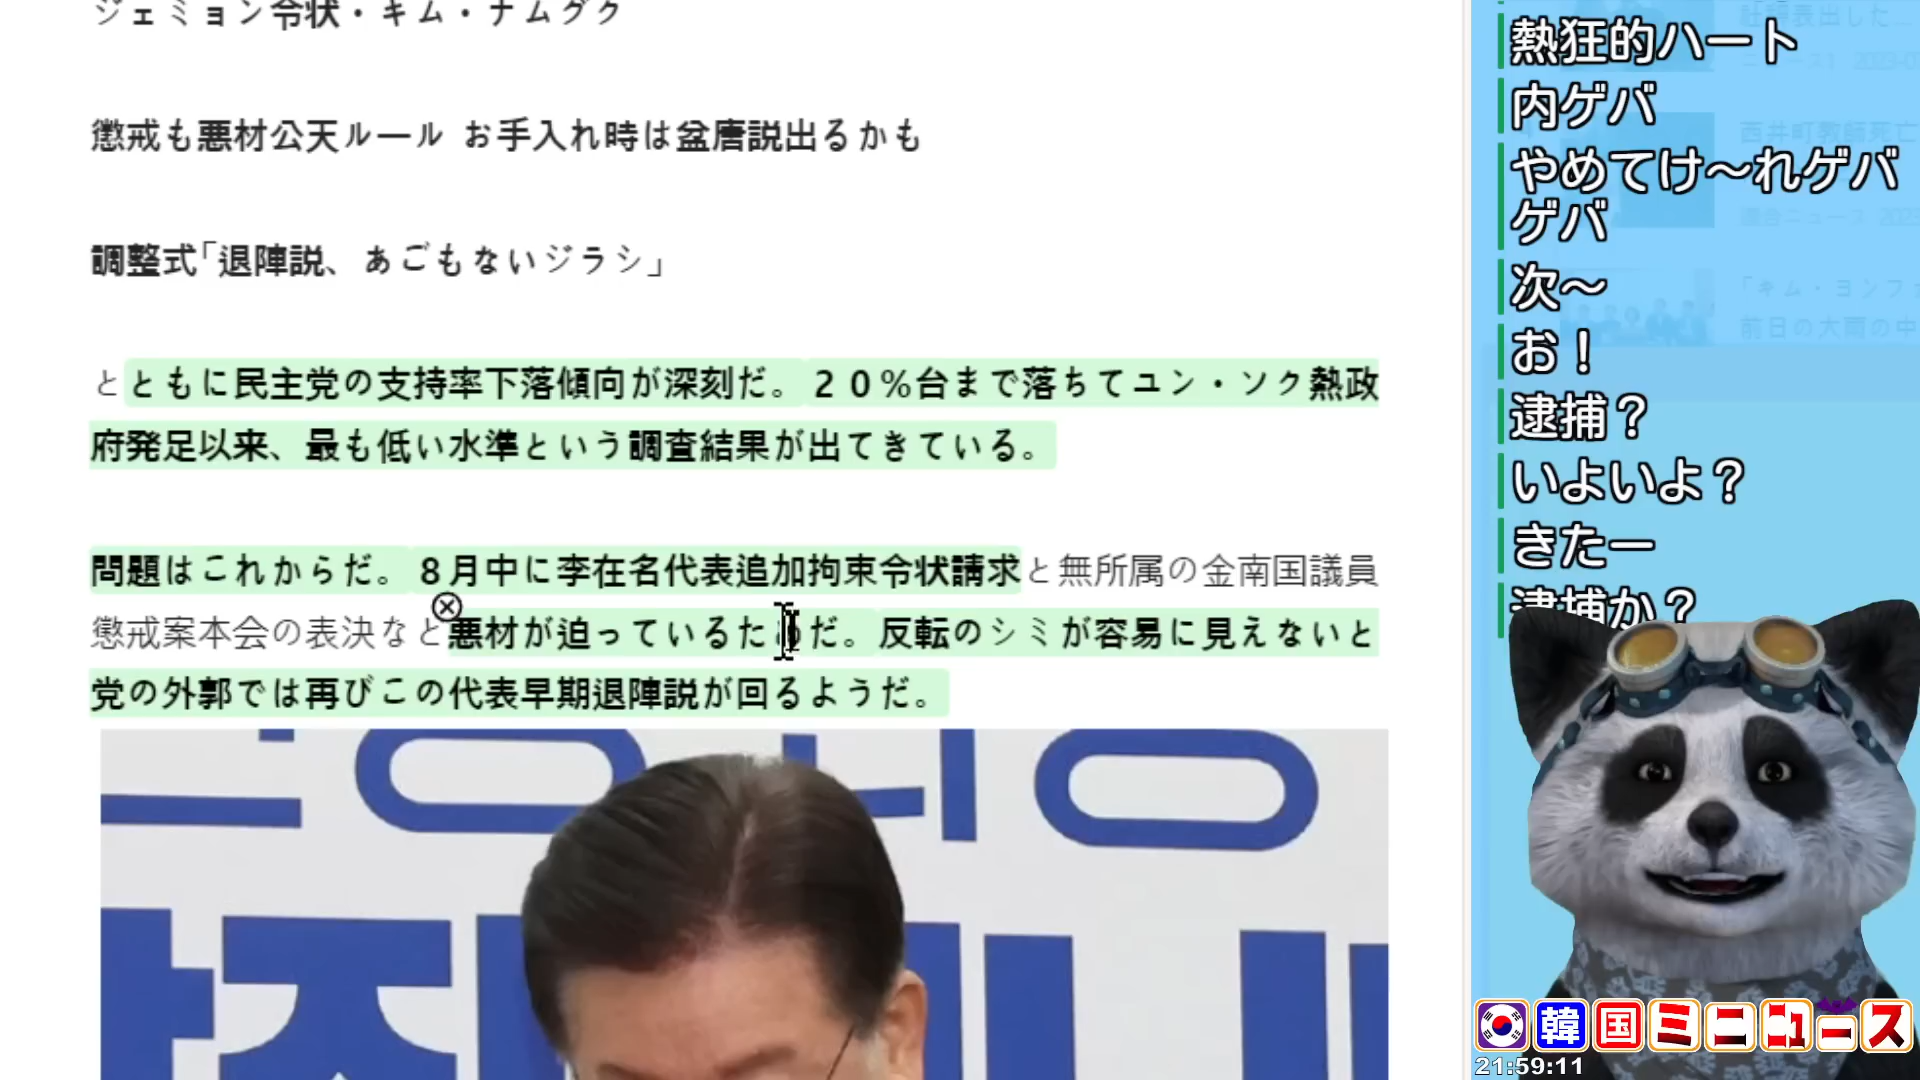 ジェミョン令状・キム・ナムグク
懲戒も悪材公天ルール お手入れ時は盆唐説出るかも
調整式「退陣説、あごもないジラシ」
とともに民主党の支持率下落傾向が深刻だ。２０％台まで落ちてユン・ソク熱政
府発足以来、最も低い水準という調査結果が出てきている。
問題はこれからだ。８月中に李在名代表追加拘束令状請求と無所属の金南国議員
懲戒案本会の表決など悪材が迫っているためだ。反転のシミが容易に見えないと
党の外郭では再びこの代表早期退陣説が回るようだ。
熱狂的ハート
内ゲバ
やめてけ～れゲバ
ゲバ
次～
お！
逮捕？
いよいよ？
きたー
逮捕か？
韓国ミニニュース
21:59:11